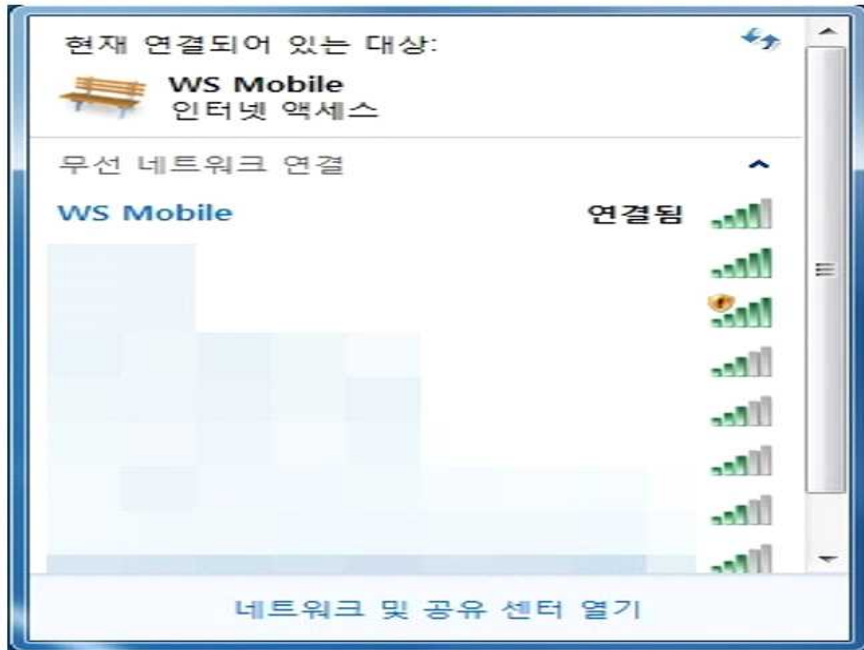 현재 연결되어 있는 대상:
WS Mobile
인터넷 액세스
무선 네트워크 연결
WS Mobile 연결됨
네트워크 및 공유 센터 열기